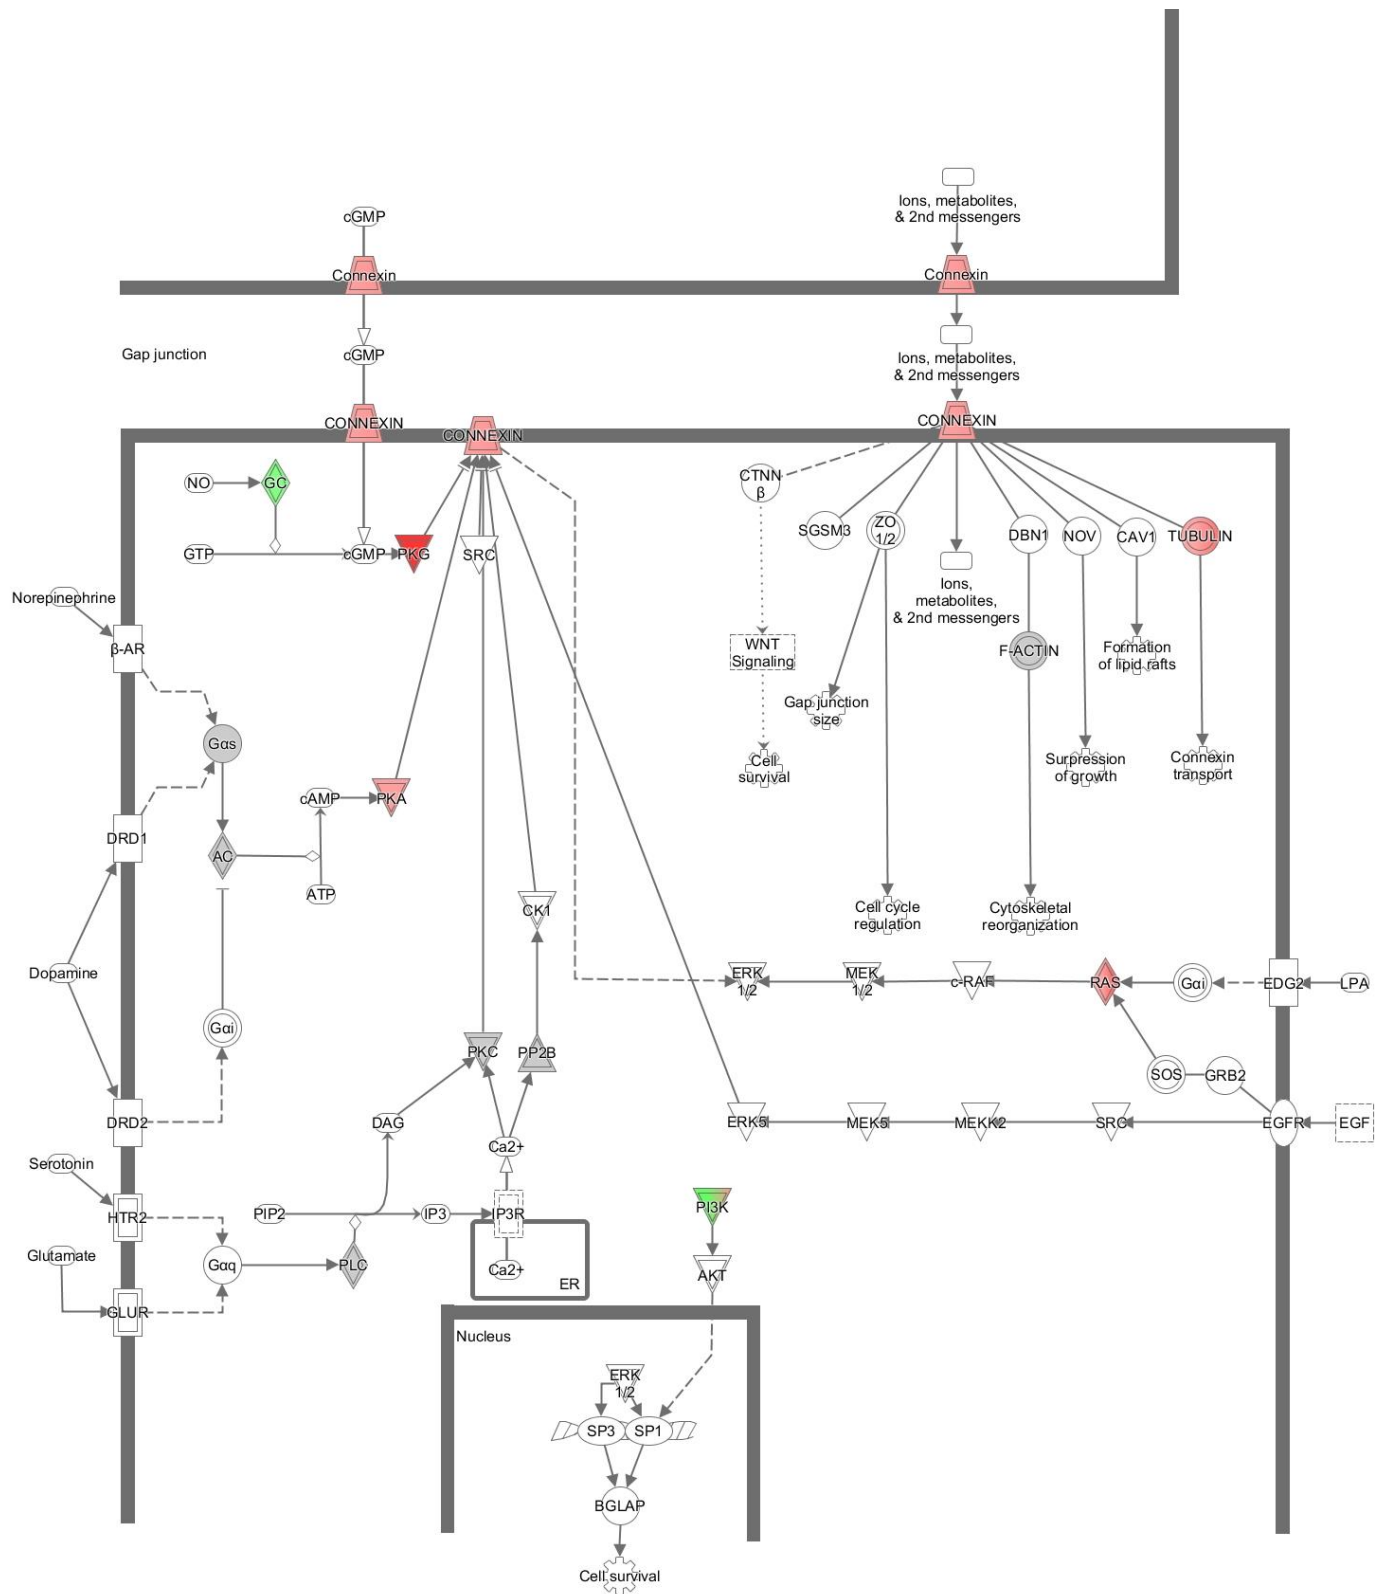 Ions, metabolites,
& 2nd messengers
cGMP
Connexin
Connexin
Gap junction
cGMP
Ions, metabolites,
& 2nd messengers
CONNEXIN
CONNEXIN
CONNEXIN
NO
GC
CTNN
β
SGSM3
ZO
1/2
DBN1
NOV
CAV1
TUBULIN
GTP
cGMP
PKG
SRC
Ions,
metabolites,
& 2nd messengers
Norepinephrine
β-AR
WNT
Signaling
F-ACTIN
Formation
of lipid rafts
Gap junction
size
Gαs
Cell
survival
Surpression
of growth
Connexin
transport
cAMP
PKA
DRD1
AC
ATP
CK1
Cell cycle
regulation
Cytoskeletal
reorganization
Dopamine
ERK
1/2
MEK
1/2
c-RAF
RAS
Gαi
EDG2
LPA
Gαi
PKC
PP2B
SOS
GRB2
DRD2
DAG
ERK5
MEK5
MEKK2
SRC
EGFR
EGF
Ca2+
Serotonin
HTR2
PIP2
IP3
IP3R
PI3K
Glutamate
Gαq
PLC
Ca2+
ER
AKT
GLUR
Nucleus
ERK
1/2
SP3
SP1
BGLAP
Cell survival